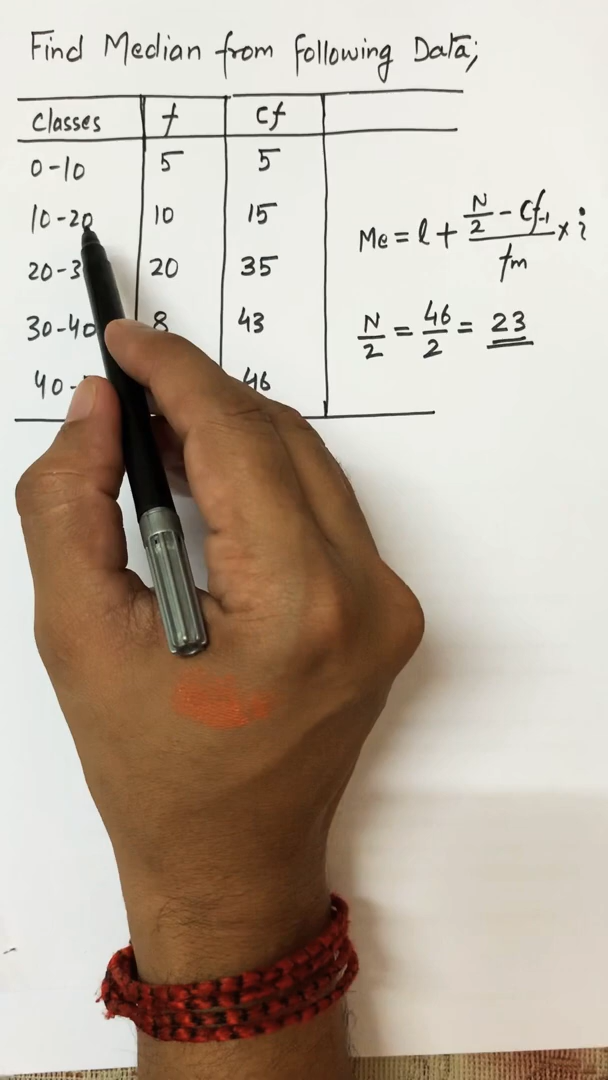 Find Median from following Data;
Classes f Cf
0-10 5 5
10-20 10 15
20-3 20 35
30-40 8 43
40- 46
Me = l + (N/2 - Cf-1)/fm × i
N/2 = 46/2 = 23